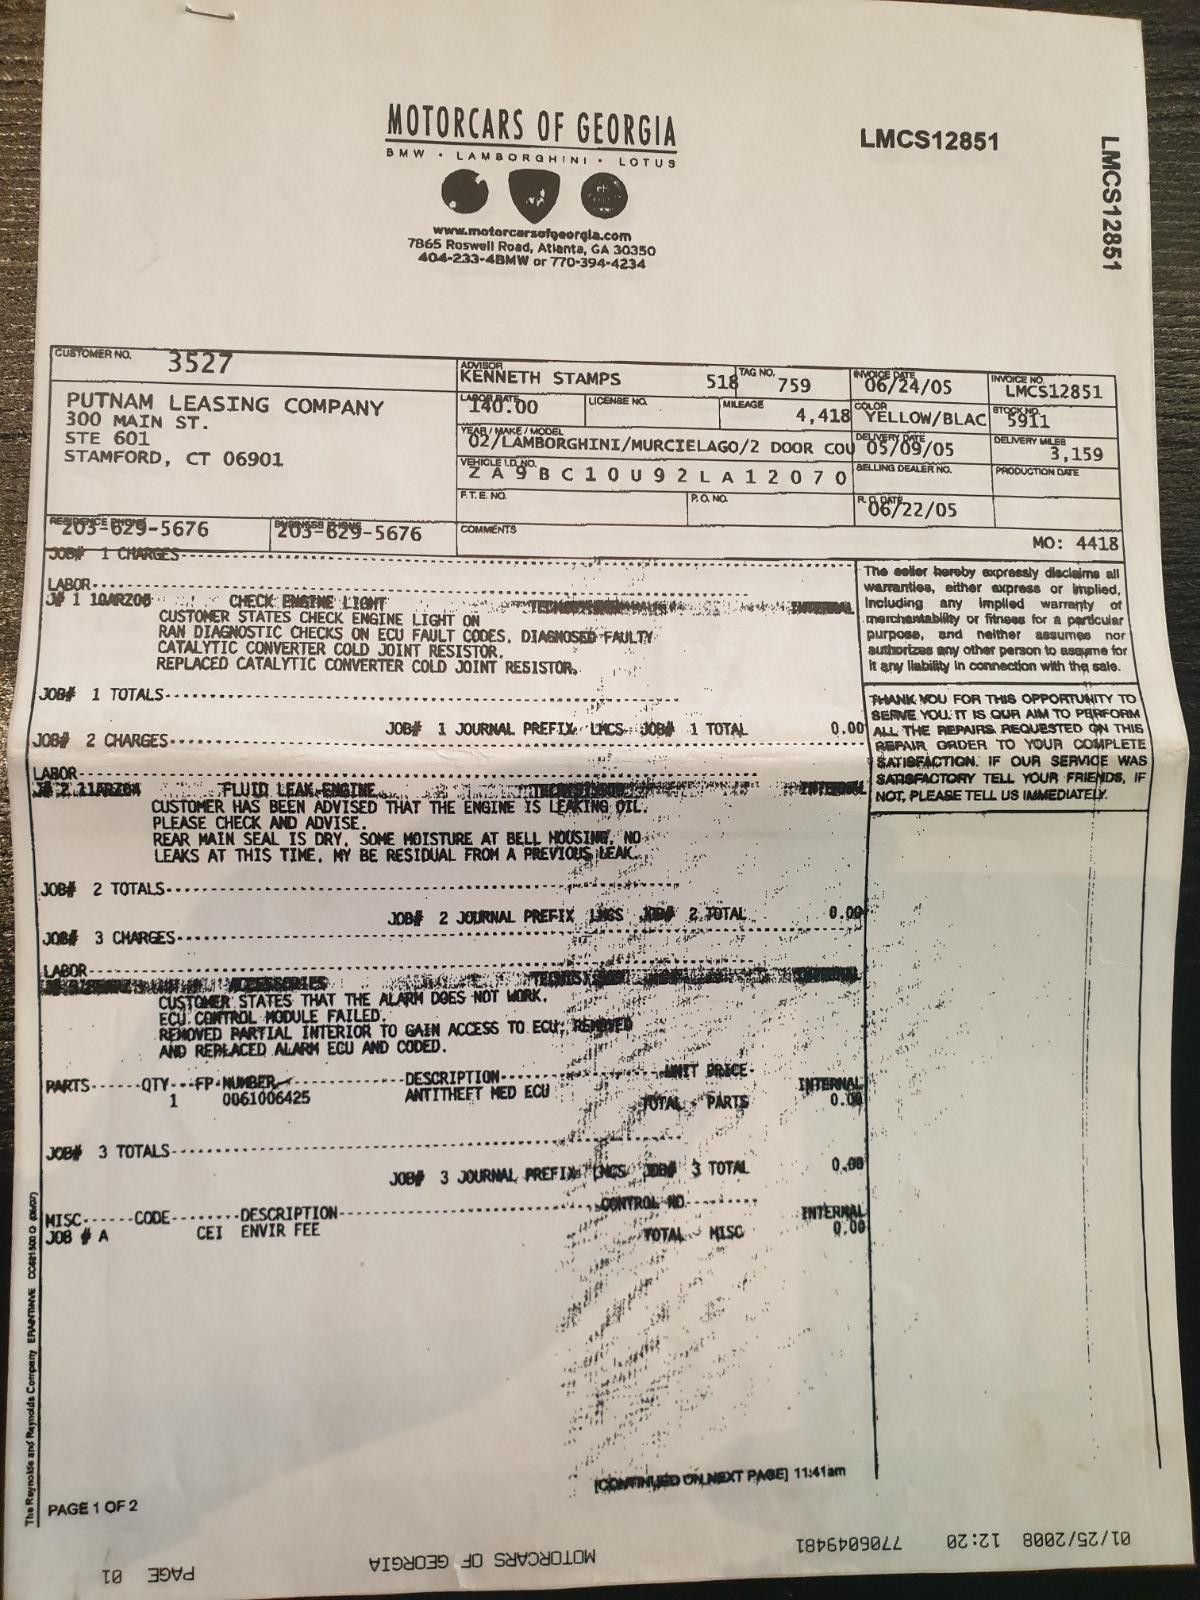 MOTORCARS OF GEORGIA
BMW • LAMBORGHINI • LOTUS
www.motorcarsofgeorgia.com
7865 Roswell Road, Atlanta, GA 30350
404-233-4BMW or 770-394-4234
LMCS12851
LMCS12851
CUSTOMER NO. 3527
ADVISOR KENNETH STAMPS 518
TAG NO. 759
INVOICE DATE 06/24/05
INVOICE NO. LMCS12851
PUTNAM LEASING COMPANY
300 MAIN ST.
STE 601
STAMFORD, CT 06901
LABOR RATE 140.00
LICENSE NO.
MILEAGE 4,418
COLOR YELLOW/BLAC
STOCK NO. 5911
YEAR / MAKE / MODEL 02/LAMBORGHINI/MURCIELAGO/2 DOOR COU
DELIVERY DATE 05/09/05
DELIVERY MILES 3,159
VEHICLE I.D. NO. ZA9BC10U92LA12070
SELLING DEALER NO.
PRODUCTION DATE
F.T.E. NO.
P.O. NO.
R.O. DATE 06/22/05
RESIDENCE PHONE 203-629-5676
BUSINESS PHONE 203-629-5676
COMMENTS
MO: 4418
JOB# 1 CHARGES
LABOR
J# 1 10ARZ06 CHECK ENGINE LIGHT INTERNAL
CUSTOMER STATES CHECK ENGINE LIGHT ON
RAN DIAGNOSTIC CHECKS ON ECU FAULT CODES, DIAGNOSED FAULTY
CATALYTIC CONVERTER COLD JOINT RESISTOR.
REPLACED CATALYTIC CONVERTER COLD JOINT RESISTOR.
JOB# 1 TOTALS
JOB# 1 JOURNAL PREFIX LMCS JOB# 1 TOTAL 0.00
JOB# 2 CHARGES
LABOR
J# 2 11ARZ04 FLUID LEAK-ENGINE INTERNAL
CUSTOMER HAS BEEN ADVISED THAT THE ENGINE IS LEAKING OIL.
PLEASE CHECK AND ADVISE.
REAR MAIN SEAL IS DRY, SOME MOISTURE AT BELL HOUSING, NO
LEAKS AT THIS TIME, MY BE RESIDUAL FROM A PREVIOUS LEAK.
JOB# 2 TOTALS
JOB# 2 JOURNAL PREFIX LMCS JOB# 2 TOTAL 0.00
JOB# 3 CHARGES
LABOR
ACCESSORIES INTERNAL
CUSTOMER STATES THAT THE ALARM DOES NOT WORK.
ECU CONTROL MODULE FAILED.
REMOVED PARTIAL INTERIOR TO GAIN ACCESS TO ECU, REMOVED
AND REPLACED ALARM ECU AND CODED.
PARTS------QTY---FP-NUMBER------DESCRIPTION------UNIT PRICE- INTERNAL
1 0061006425 ANTITHEFT MED ECU
TOTAL - PARTS 0.00
JOB# 3 TOTALS
JOB# 3 JOURNAL PREFIX LMCS JOB# 3 TOTAL 0.00
MISC------CODE------DESCRIPTION------CONTROL NO------ INTERNAL
JOB # A CEI ENVIR FEE
TOTAL - MISC 0.00
The seller hereby expressly disclaims all
warranties, either express or implied,
including any implied warranty of
merchantability or fitness for a particular
purpose, and neither assumes nor
authorizes any other person to assume for
it any liability in connection with the sale.
THANK YOU FOR THIS OPPORTUNITY TO
SERVE YOU. IT IS OUR AIM TO PERFORM
ALL THE REPAIRS REQUESTED ON THIS
REPAIR ORDER TO YOUR COMPLETE
SATISFACTION. IF OUR SERVICE WAS
SATISFACTORY TELL YOUR FRIENDS, IF
NOT, PLEASE TELL US IMMEDIATELY.
[CONTINUED ON NEXT PAGE] 11:41am
The Reynolds and Reynolds Company
PAGE 1 OF 2
01/25/2008 12:20 7706049481 MOTORCARS OF GEORGIA PAGE 01